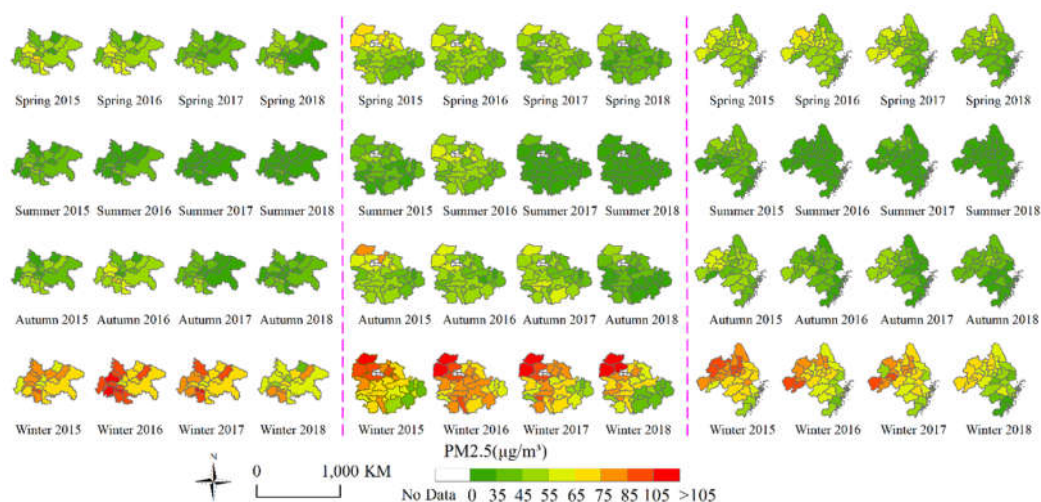 Spring 2015 Spring 2016 Spring 2017 Spring 2018 Spring 2015 Spring 2016 Spring 2017 Spring 2018 Spring 2015 Spring 2016 Spring 2017 Spring 2018
Summer 2015 Summer 2016 Summer 2017 Summer 2018 Summer 2015 Summer 2016 Summer 2017 Summer 2018 Summer 2015 Summer 2016 Summer 2017 Summer 2018
Autumn 2015 Autumn 2016 Autumn 2017 Autumn 2018 Autumn 2015 Autumn 2016 Autumn 2017 Autumn 2018 Autumn 2015 Autumn 2016 Autumn 2017 Autumn 2018
Winter 2015 Winter 2016 Winter 2017 Winter 2018 Winter 2015 Winter 2016 Winter 2017 Winter 2018 Winter 2015 Winter 2016 Winter 2017 Winter 2018
PM2.5(μg/m³)
N
0 1,000 KM
No Data 0 35 45 55 65 75 85 105 >105